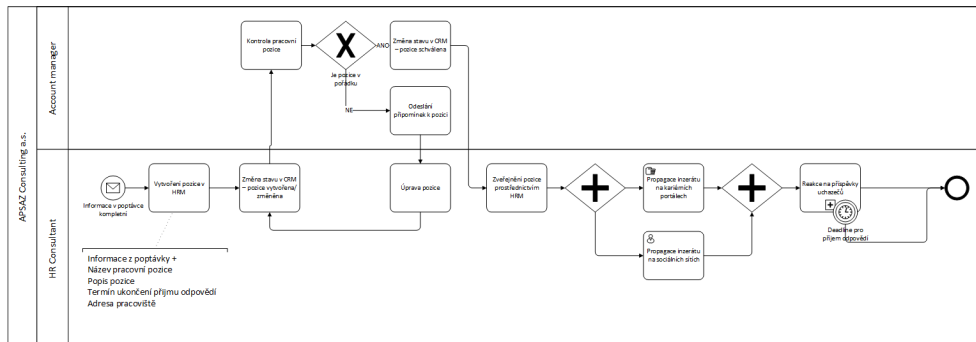 APSAZ Consulting a.s.
Account manager
Kontrola pracovní
pozice
X
Je pozice v
pořádku
ANO
NE
Změna stavu v CRM
– pozice schválena
Odeslání
připomínek k pozici
HR Consultant
Informace v poptávce
kompletní
Vytvoření pozice v
HRM
Změna stavu v CRM
– pozice vytvořena/
změněna
Úprava pozice
Zveřejnění pozice
prostřednictvím
HRM
Propagace inzerátu
na kariérních
portálech
Propagace inzerátu
na sociálních sítích
Reakce na příspěvky
uchazečů
Deadline pro
příjem odpovědí
Informace z poptávky +
Název pracovní pozice
Popis pozice
Termín ukončení přijmu odpovědí
Adresa pracoviště